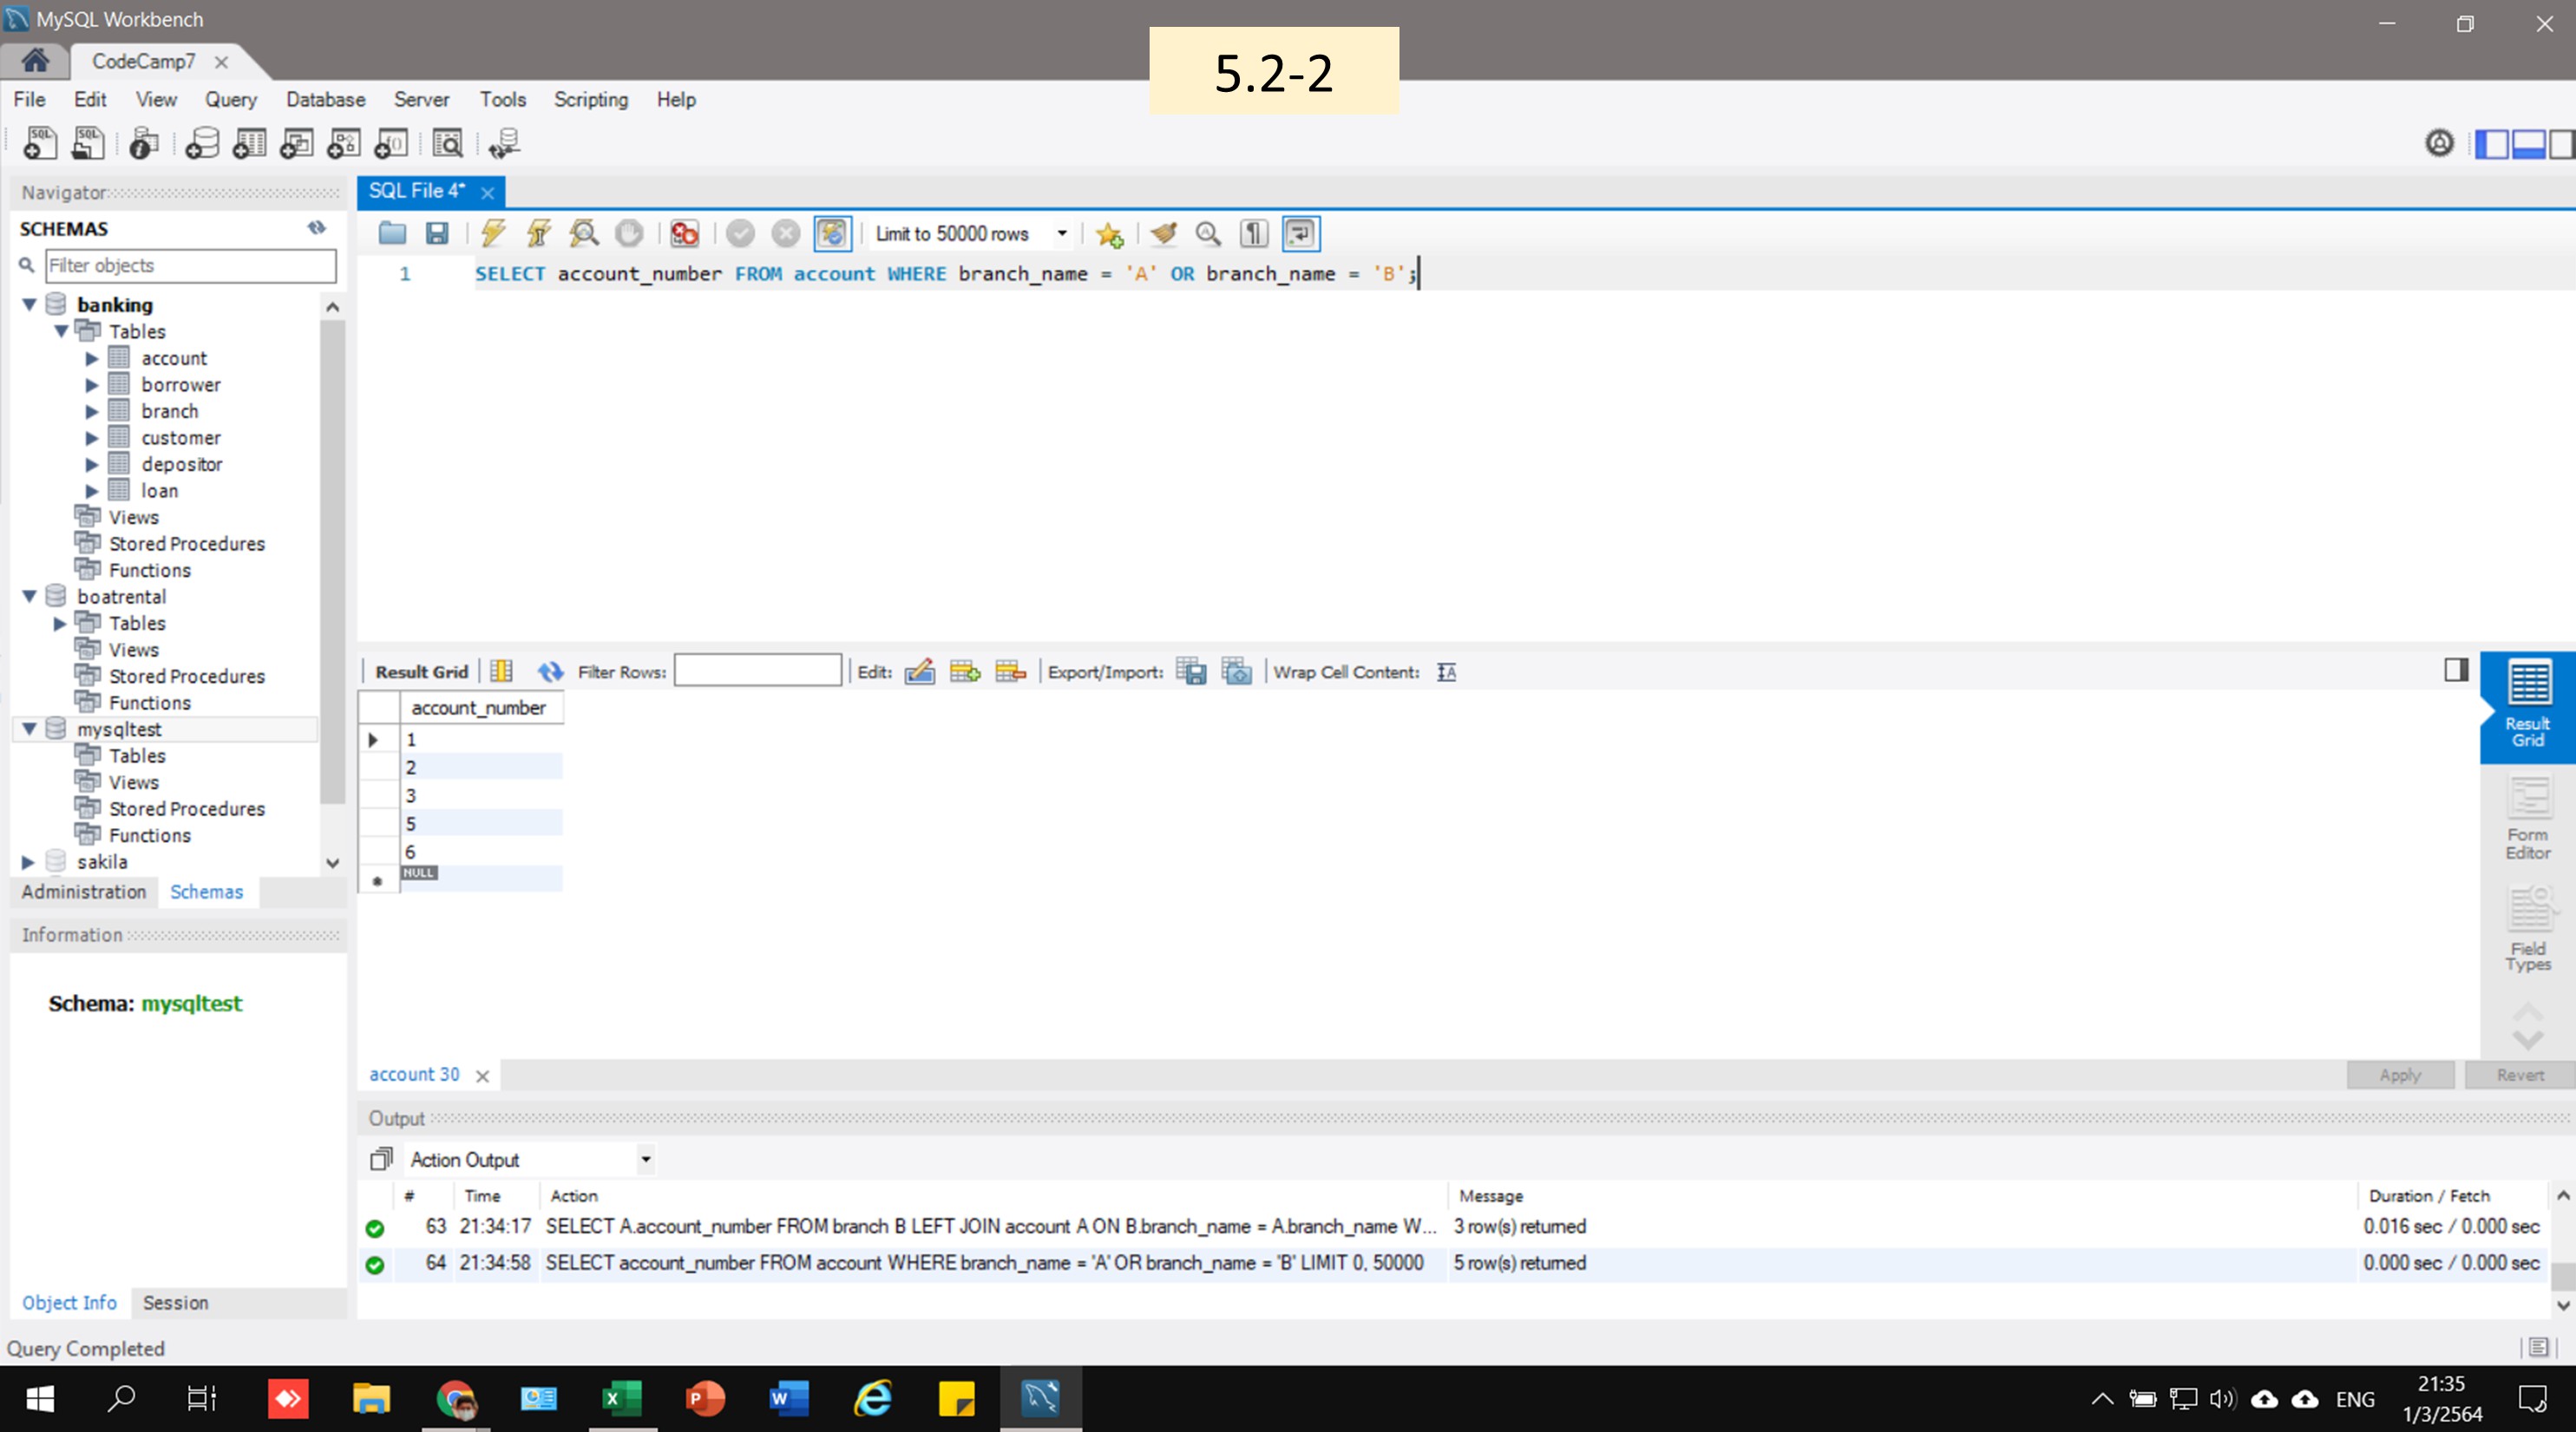 MySQL Workbench
5.2-2
CodeCamp7
File Edit View Query Database Server Tools Scripting Help
Navigator
SCHEMAS
Filter objects
banking
Tables
account
borrower
branch
customer
depositor
loan
Views
Stored Procedures
Functions
boatrental
Tables
Views
Stored Procedures
Functions
mysqltest
Tables
Views
Stored Procedures
Functions
sakila
Administration Schemas
Information
Schema: mysqltest
Object Info Session
SQL File 4*
Limit to 50000 rows
1 SELECT account_number FROM account WHERE branch_name = 'A' OR branch_name = 'B';
Result Grid Filter Rows: Edit: Export/Import: Wrap Cell Content:
account_number
1
2
3
5
6
NULL
Result
Grid
Form
Editor
Field
Types
account 30
Apply Revert
Output
Action Output
# Time Action Message Duration / Fetch
63 21:34:17 SELECT A.account_number FROM branch B LEFT JOIN account A ON B.branch_name = A.branch_name W... 3 row(s) returned 0.016 sec / 0.000 sec
64 21:34:58 SELECT account_number FROM account WHERE branch_name = 'A' OR branch_name = 'B' LIMIT 0, 50000 5 row(s) returned 0.000 sec / 0.000 sec
Query Completed
ENG
21:35
1/3/2564